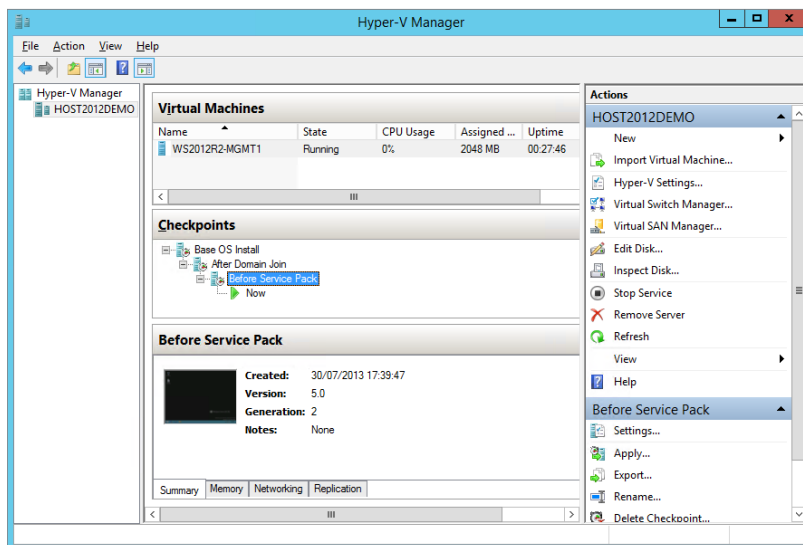 Hyper-V Manager
File Action View Help
Hyper-V Manager
HOST2012DEMO
Virtual Machines
Name State CPU Usage Assigned ... Uptime
WS2012R2-MGMT1 Running 0% 2048 MB 00:27:46
Checkpoints
Base OS Install
After Domain Join
Before Service Pack
Now
Before Service Pack
Created: 30/07/2013 17:39:47
Version: 5.0
Generation: 2
Notes: None
Summary Memory Networking Replication
Actions
HOST2012DEMO
New
Import Virtual Machine...
Hyper-V Settings...
Virtual Switch Manager...
Virtual SAN Manager...
Edit Disk...
Inspect Disk...
Stop Service
Remove Server
Refresh
View
Help
Before Service Pack
Settings...
Apply...
Export...
Rename...
Delete Checkpoint...